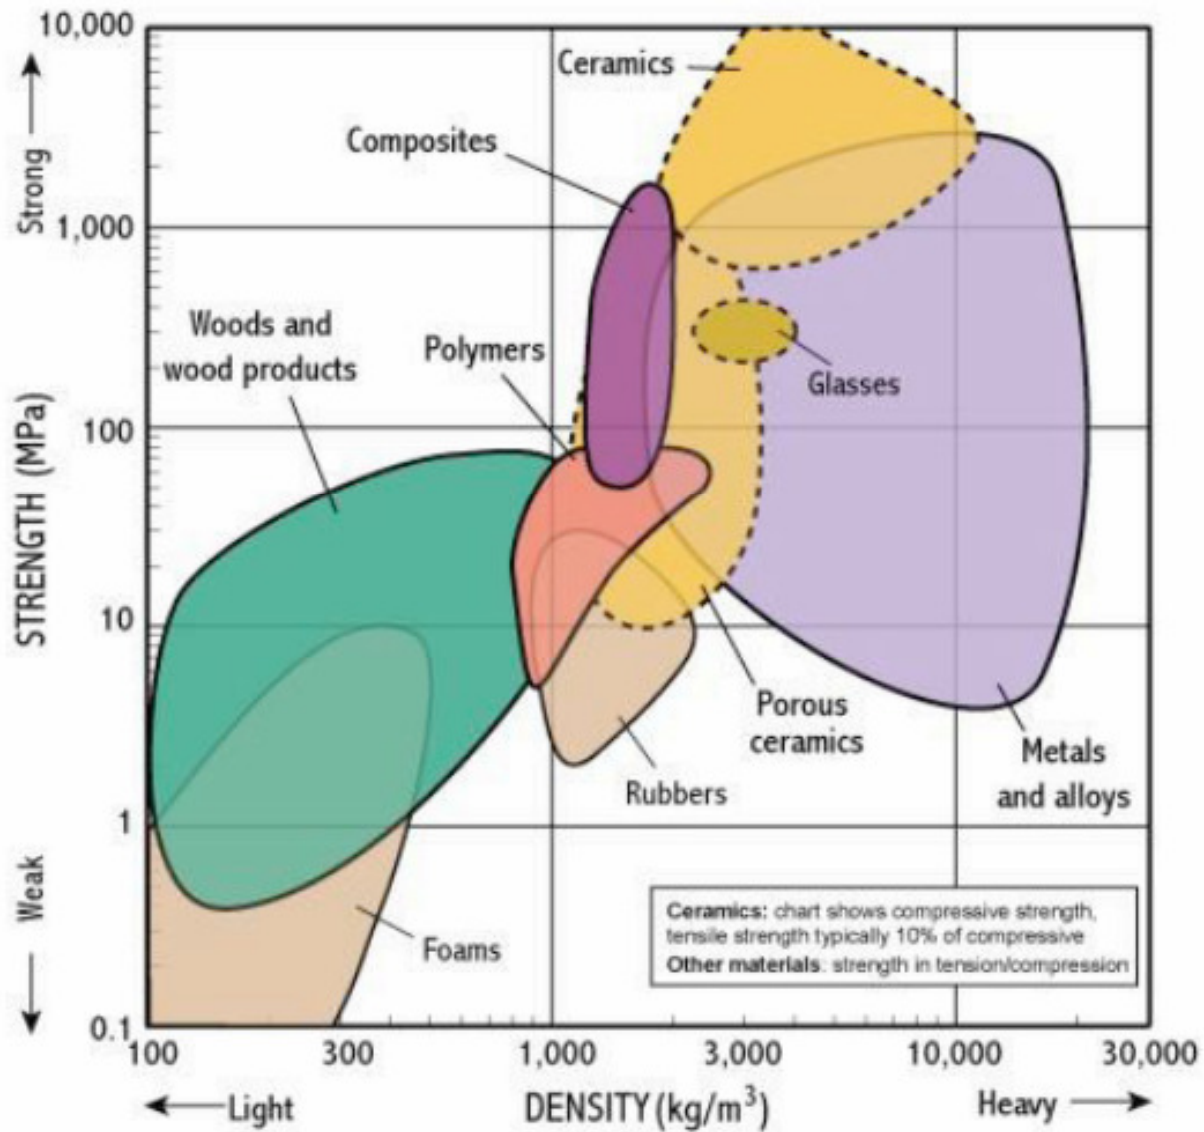 10,000
Ceramics
Composites
Strong
1,000
Woods and
wood products
Polymers
Glasses
STRENGTH (MPa)
100
10
Porous
ceramics
Metals
and alloys
Rubbers
1
Weak
Ceramics: chart shows compressive strength,
tensile strength typically 10% of compressive
Other materials: strength in tension/compression
Foams
0.1
100 300 1,000 3,000 10,000 30,000
Light DENSITY (kg/m³) Heavy